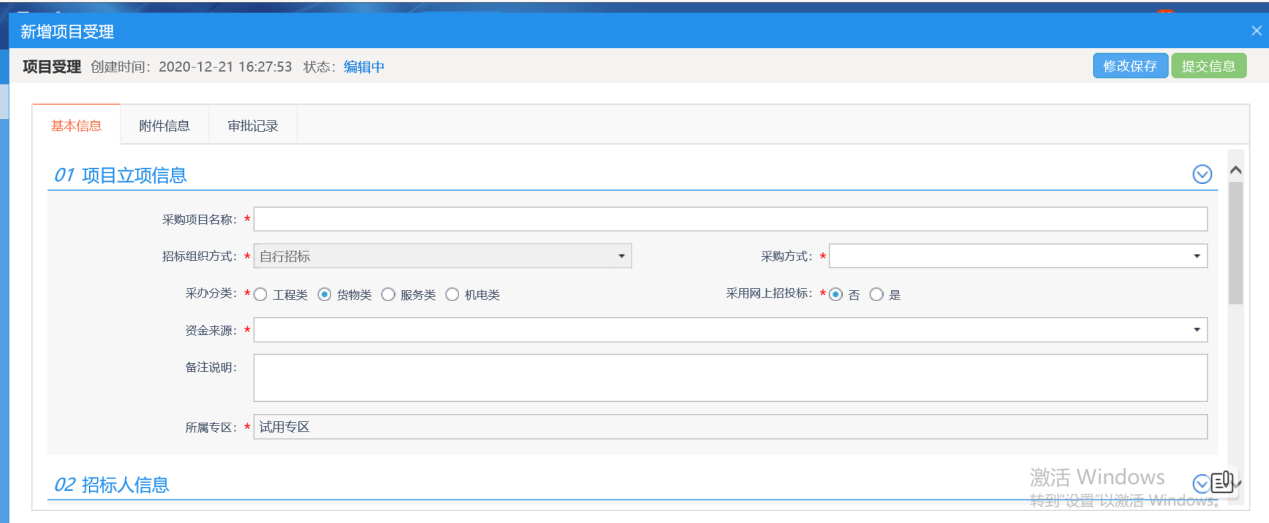 新增项目受理
项目受理 创建时间：2020-12-21 16:27:53 状态：编辑中 修改保存 提交信息
基本信息 附件信息 审批记录
01 项目立项信息
采购项目名称：*
招标组织方式：* 自行招标 采购方式：*
采办分类：* 工程类 货物类 服务类 机电类 采用网上招投标：* 否 是
资金来源：*
备注说明：
所属专区：* 试用专区
02 招标人信息
激活 Windows
转到"设置"以激活 Windows。